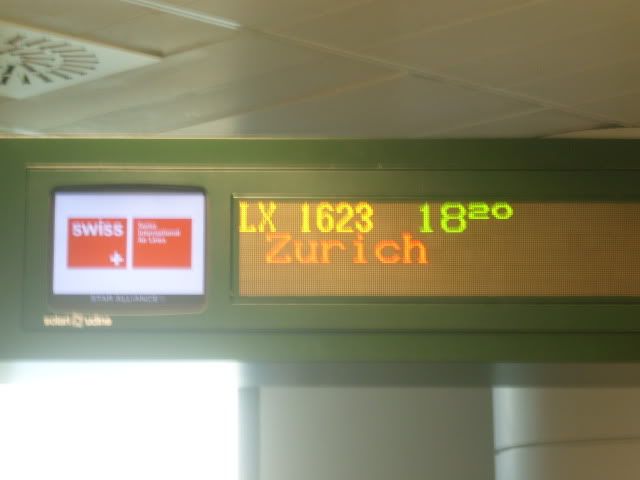 swiss
Swiss
International
Air Lines
STAR ALLIANCE
solari udine
LX 1623 18²⁰
Zurich